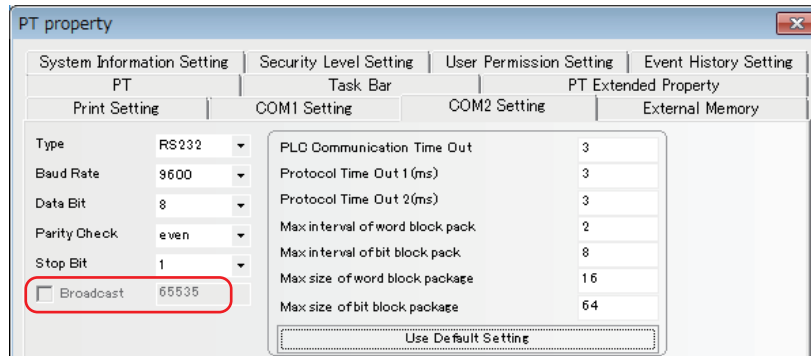 PT property
System Information Setting Security Level Setting User Permission Setting Event History Setting
PT Task Bar PT Extended Property
Print Setting COM1 Setting COM2 Setting External Memory
Type RS232
Baud Rate 9600
Data Bit 8
Parity Check even
Stop Bit 1
Broadcast 65535
PLC Communication Time Out 3
Protocol Time Out 1(ms) 3
Protocol Time Out 2(ms) 3
Max interval of word block pack 2
Max interval of bit block pack 8
Max size of word block package 16
Max size of bit block package 64
Use Default Setting